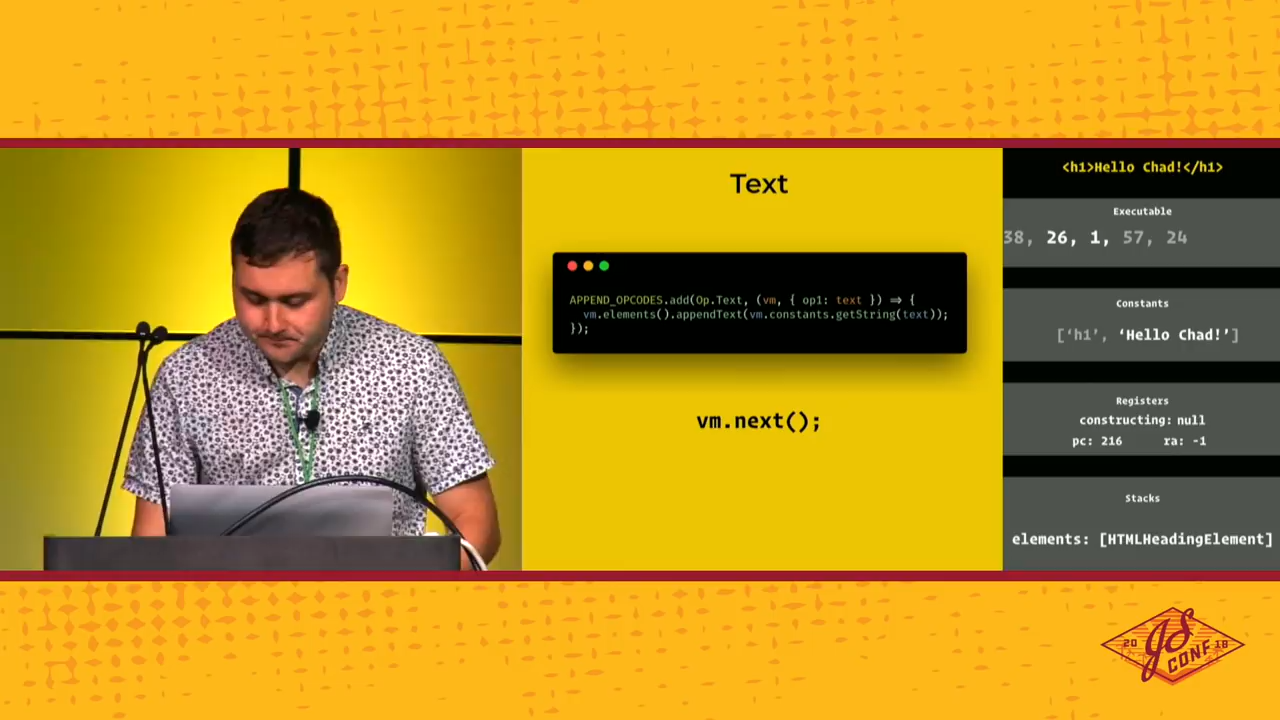 Text
APPEND_OPCODES.add(Op.Text, (vm, { op1: text }) => {
vm.elements().appendText(vm.constants.getString(text));
});
vm.next();
<h1>Hello Chad!</h1>
Executable
38, 26, 1, 57, 24
Constants
[‘h1’, ‘Hello Chad!’]
Registers
constructing: null
pc: 216 ra: -1
Stacks
elements: [HTMLHeadingElement]
20 JS 18
CONF